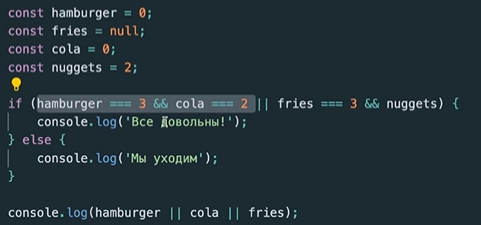 const hamburger = 0;
const fries = null;
const cola = 0;
const nuggets = 2;
if (hamburger === 3 && cola === 2 || fries === 3 && nuggets) {
console.log('Все довольны!');
} else {
console.log('Мы уходим');
}
console.log(hamburger || cola || fries);